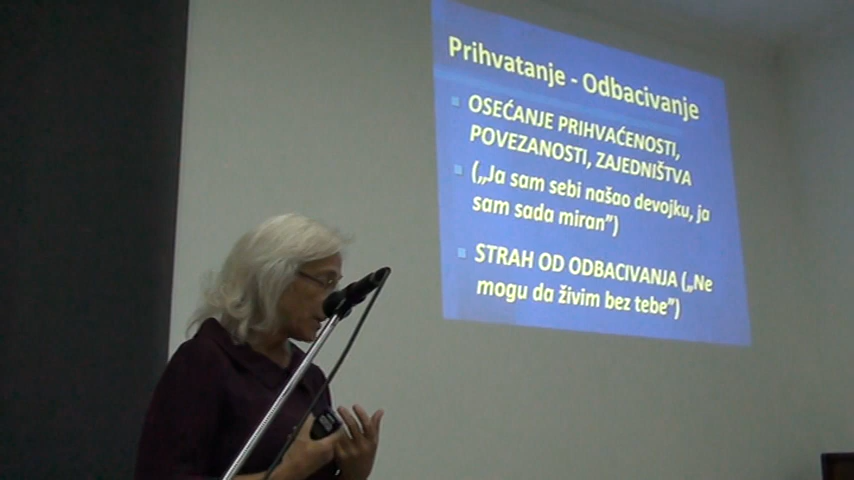 Prihvatanje - Odbacivanje
OSEĆANJE PRIHVAĆENOSTI,
POVEZANOSTI, ZAJEDNIŠTVA
(„Ja sam sebi našao devojku, ja
sam sada miran”)
STRAH OD ODBACIVANJA („Ne
mogu da živim bez tebe”)